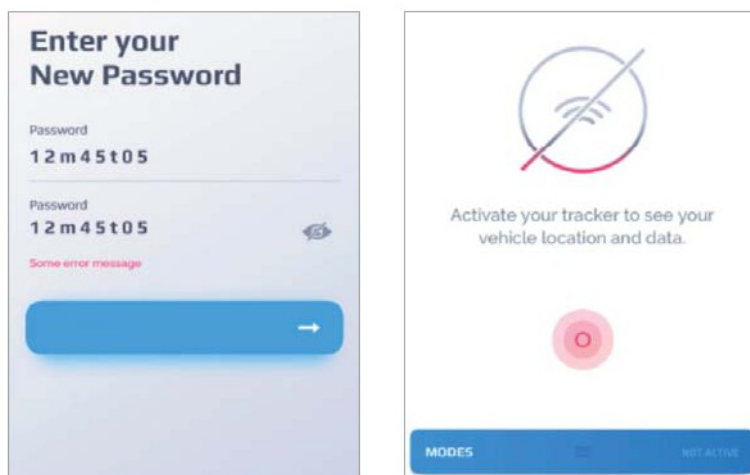 Enter your
New Password
Password
12m45t05
Password
12m45t05
Some error message
Activate your tracker to see your
vehicle location and data.
MODES
NOT ACTIVE